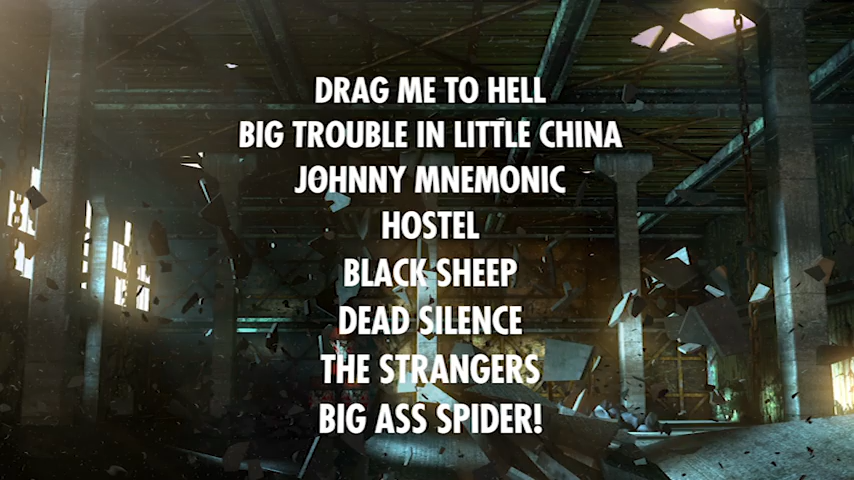 DRAG ME TO HELL
BIG TROUBLE IN LITTLE CHINA
JOHNNY MNEMONIC
HOSTEL
BLACK SHEEP
DEAD SILENCE
THE STRANGERS
BIG ASS SPIDER!